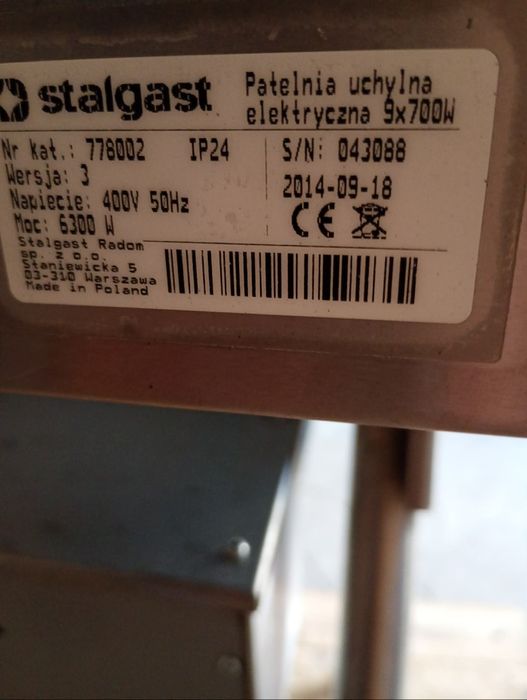 stalgast
Patelnia uchylna
elektryczna 9x700W
Nr kat.: 778002 IP24 S/N: 043088
Wersja: 3
2014-09-18
Napięcie: 400V 50Hz
Moc: 6300 W
CE
Stalgast Radom
sp. z o.o.
Staniewicka 5
03-310 Warszawa
Made in Poland